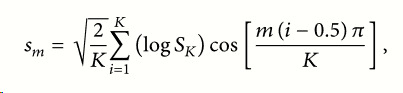 s_m = \sqrt{\frac{2}{K}} \sum_{i=1}^{K} (\log S_K) \cos \left[ \frac{m (i - 0.5) \pi}{K} \right],